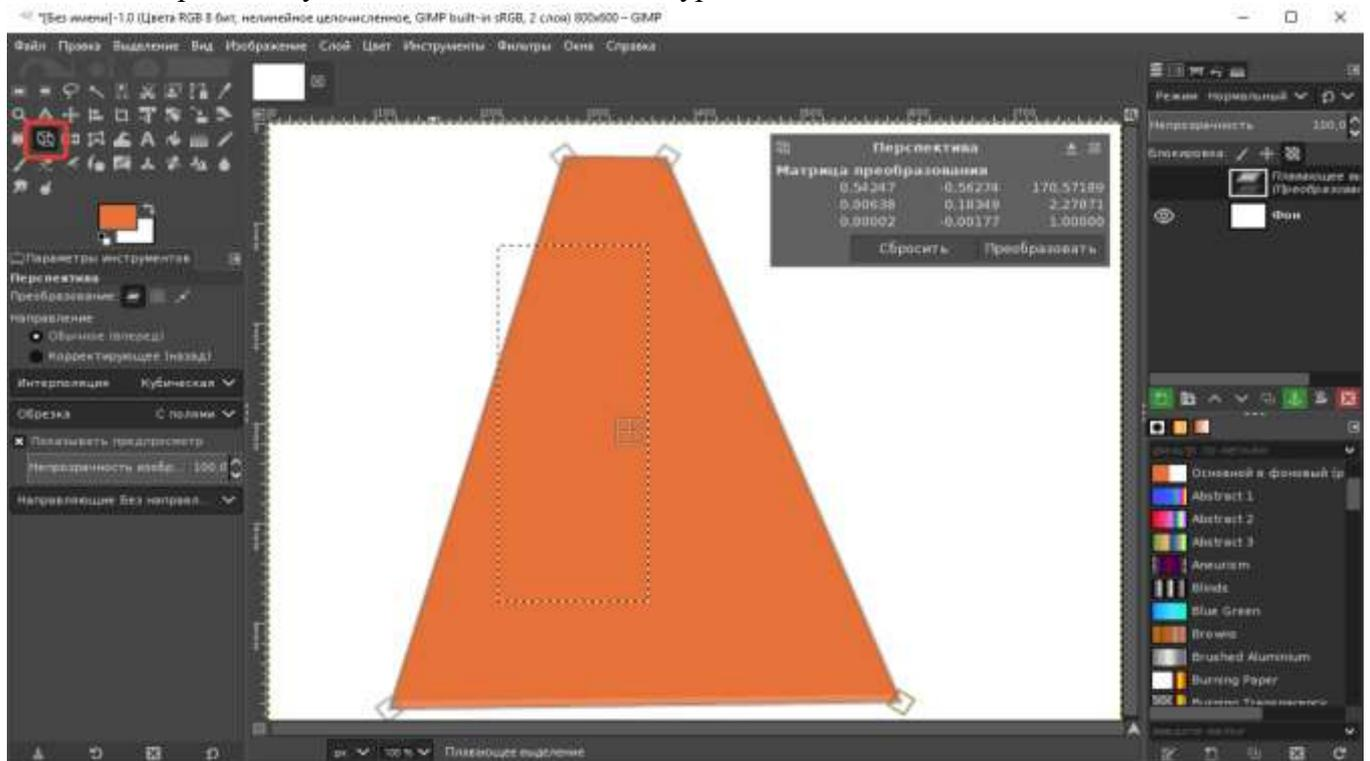 *[Без имени]-1.0 (Цвета RGB 8 бит, нелинейное целочисленное, GIMP built-in sRGB, 2 слоя) 800x600 – GIMP
Файл Правка Выделение Вид Изображение Слой Цвет Инструменты Фильтры Окна Справка
Параметры инструментов
Перспектива
Преобразование:
Направление
Обычное (вперед)
Корректирующее (назад)
Интерполяция Кубическая
Обрезка С полями
Показывать предпросмотр
Непрозрачность изобр... 100,0
Направляющие Без направл...
Перспектива
Матрица преобразования
0,54247 -0,56274 170,57189
0,00638 0,18349 2,27871
0,00002 -0,00177 1,00000
Сбросить Преобразовать
px 100 % Плавающее выделение
Режим Нормальный
Непрозрачность 100,0
Блокировка:
Плавающее вы
(Преобразован
Фон
Основной в фоновый (р
Abstract 1
Abstract 2
Abstract 3
Aneurism
Blinds
Blue Green
Browns
Brushed Aluminium
Burning Paper
Burning Transparency